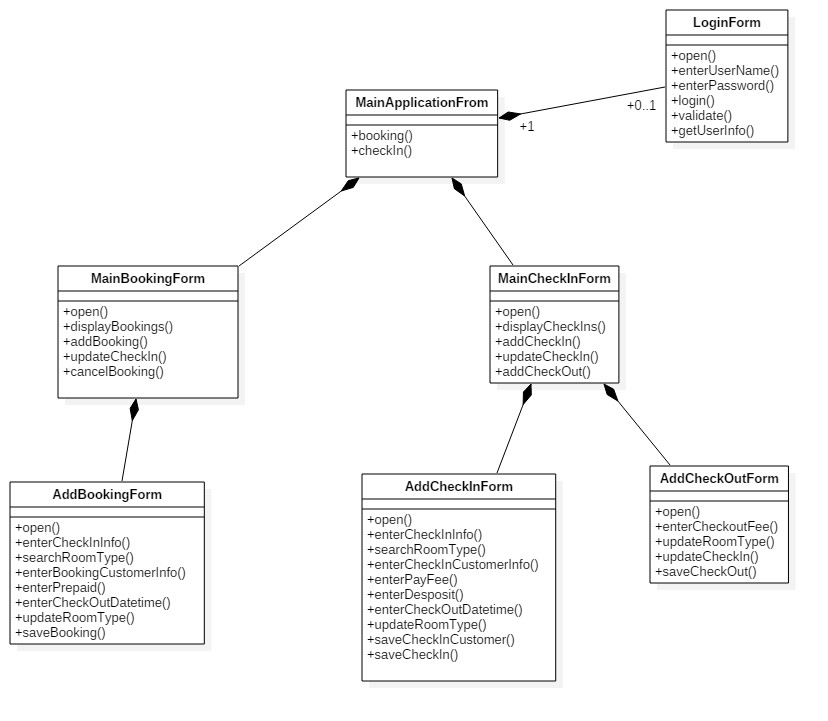 LoginForm
+open()
+enterUserName()
+enterPassword()
+login()
+validate()
+getUserInfo()
MainApplicationFrom
+booking()
+checkIn()
+1
+0..1
MainBookingForm
+open()
+displayBookings()
+addBooking()
+updateCheckIn()
+cancelBooking()
MainCheckInForm
+open()
+displayCheckIns()
+addCheckIn()
+updateCheckIn()
+addCheckOut()
AddBookingForm
+open()
+enterCheckInInfo()
+searchRoomType()
+enterBookingCustomerInfo()
+enterPrepaid()
+enterCheckOutDatetime()
+updateRoomType()
+saveBooking()
AddCheckInForm
+open()
+enterCheckInInfo()
+searchRoomType()
+enterCheckInCustomerInfo()
+enterPayFee()
+enterDesposit()
+enterCheckOutDatetime()
+updateRoomType()
+saveCheckInCustomer()
+saveCheckIn()
AddCheckOutForm
+open()
+enterCheckoutFee()
+updateRoomType()
+updateCheckIn()
+saveCheckOut()